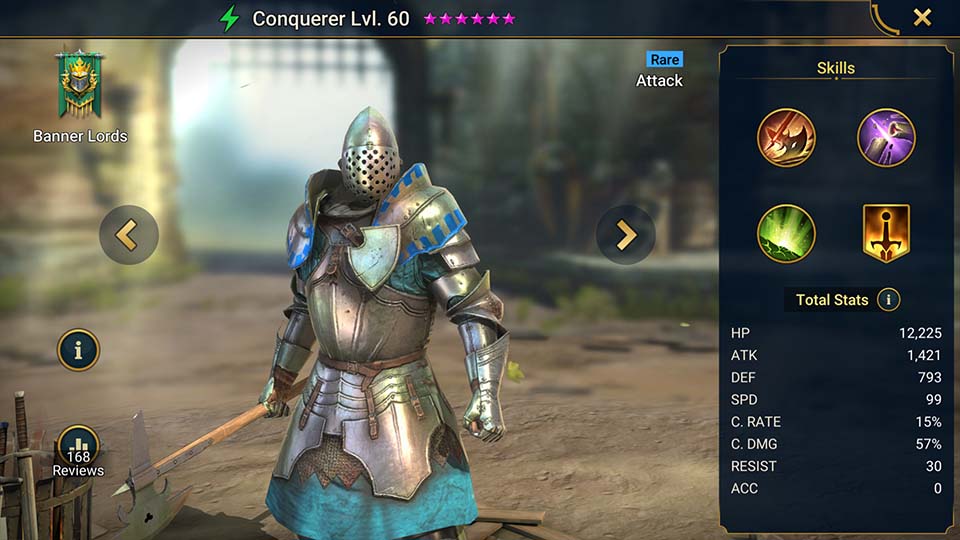 Conquerer Lvl. 60
Banner Lords
Rare
Attack
168
Reviews
Skills
Total Stats
HP 12,225
ATK 1,421
DEF 793
SPD 99
C. RATE 15%
C. DMG 57%
RESIST 30
ACC 0